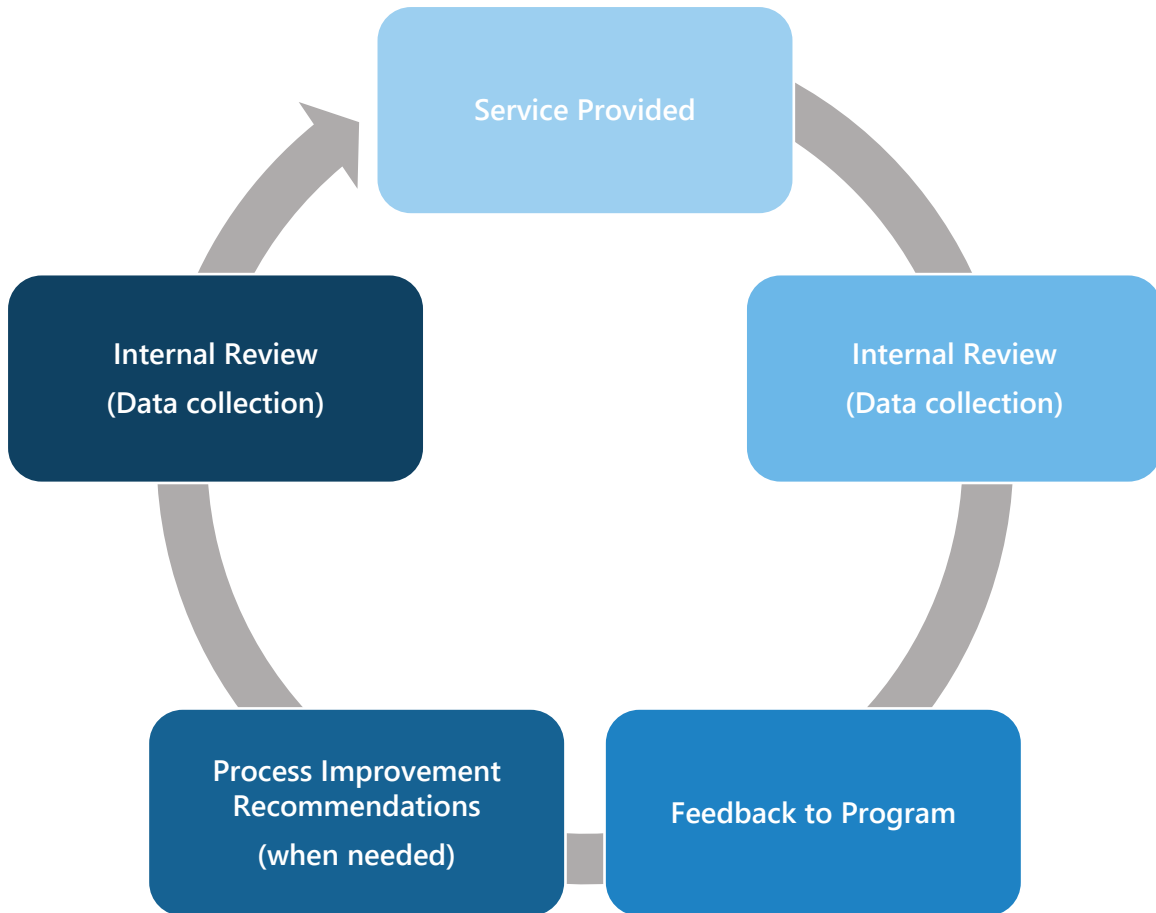 Service Provided
Internal Review
(Data collection)
Feedback to Program
Process Improvement
Recommendations
(when needed)
Internal Review
(Data collection)